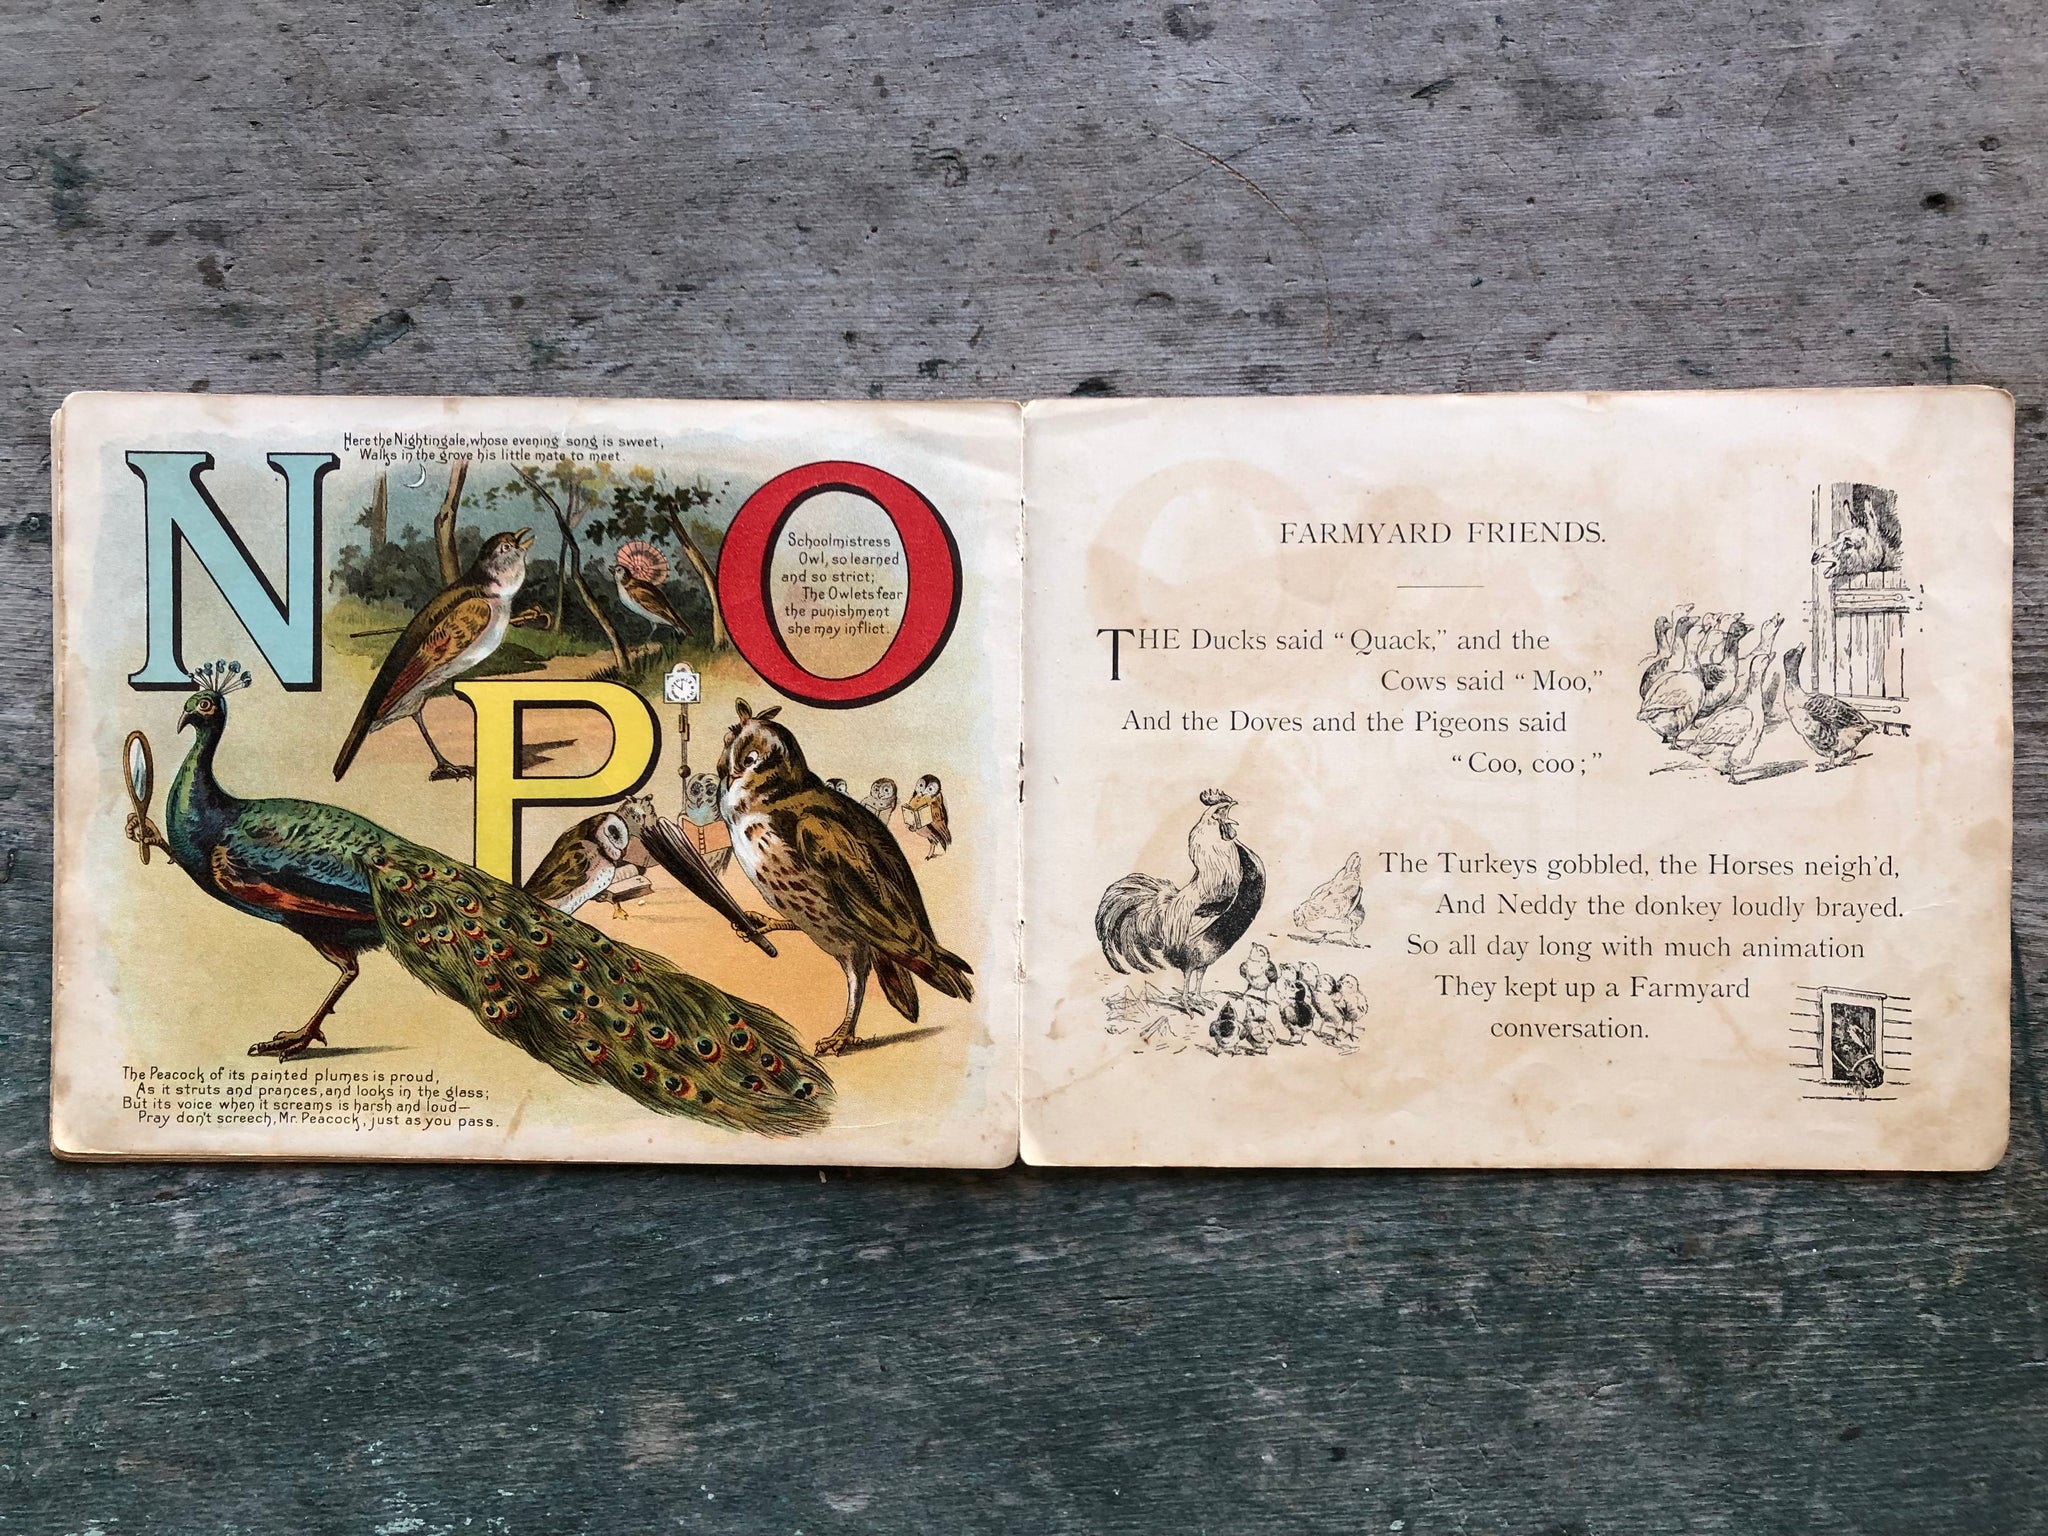 Here the Nightingale, whose evening song is sweet,
Walks in the grove his little mate to meet.
N
O
Schoolmistress
Owl, so learned
and so strict;
The Owlets fear
the punishment
she may inflict.
P
The Peacock of its painted plumes is proud,
As it struts and prances, and looks in the glass;
But its voice when it screams is harsh and loud—
Pray don't screech, Mr. Peacock, just as you pass.
FARMYARD FRIENDS.
THE Ducks said "Quack," and the
Cows said "Moo,"
And the Doves and the Pigeons said
"Coo, coo;"
The Turkeys gobbled, the Horses neigh'd,
And Neddy the donkey loudly brayed.
So all day long with much animation
They kept up a Farmyard
conversation.